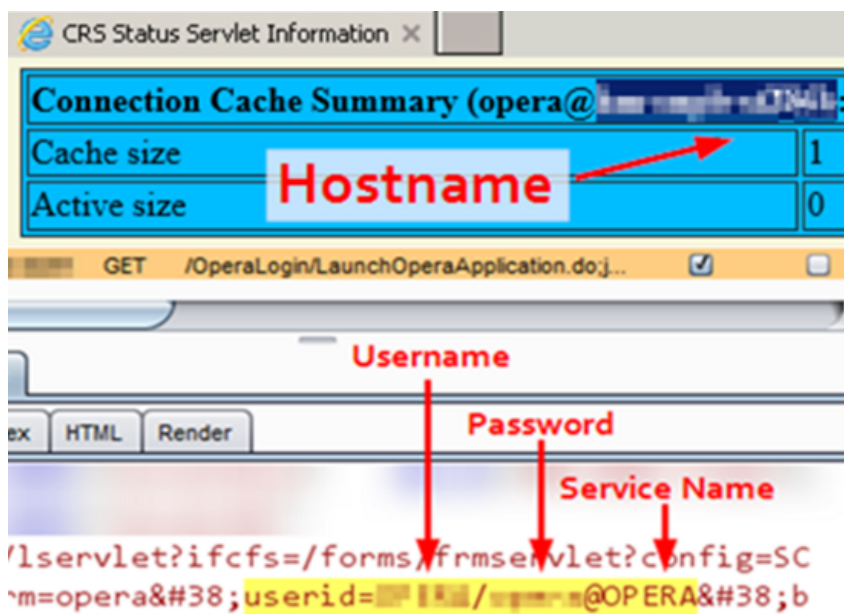 CRS Status Servlet Information ×
Connection Cache Summary (opera@
Cache size 1
Hostname
Active size 0
GET /OperaLogin/LaunchOperaApplication.do;j...
Username
ex HTML Render
Password
Service Name
/lservlet?ifcfs=/forms/frmservlet?config=SC
rm=opera&#38;userid= / @OPERA&#38;b